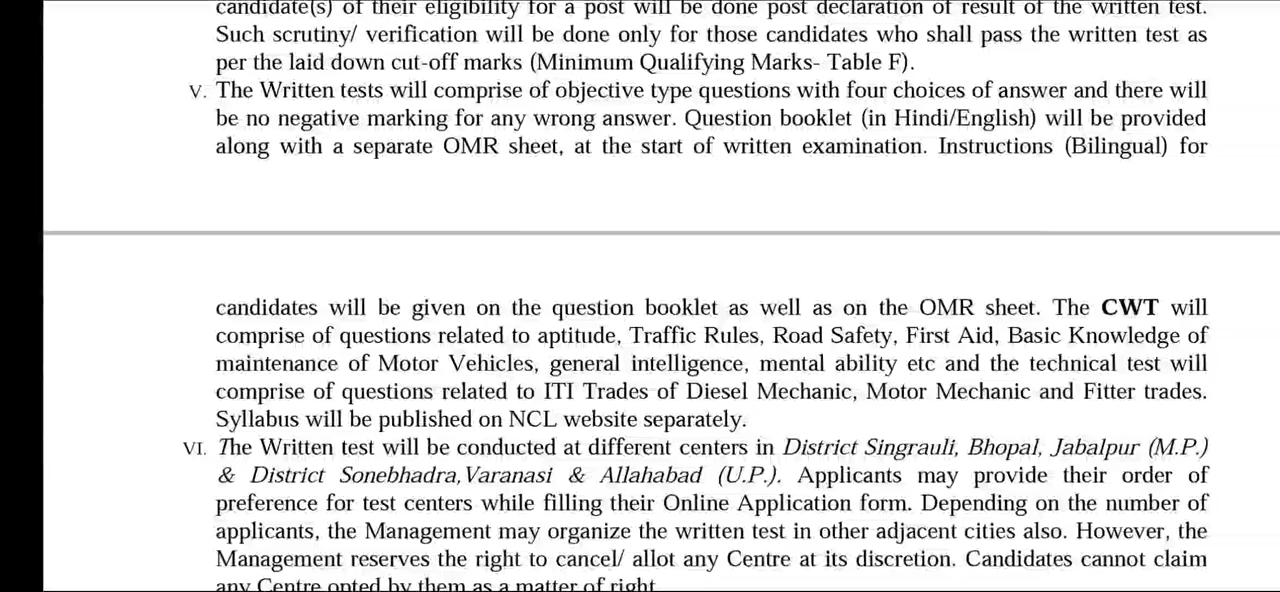 candidate(s) of their eligibility for a post will be done post declaration of result of the written test.
Such scrutiny/ verification will be done only for those candidates who shall pass the written test as
per the laid down cut-off marks (Minimum Qualifying Marks- Table F).
V. The Written tests will comprise of objective type questions with four choices of answer and there will
be no negative marking for any wrong answer. Question booklet (in Hindi/English) will be provided
along with a separate OMR sheet, at the start of written examination. Instructions (Bilingual) for
candidates will be given on the question booklet as well as on the OMR sheet. The CWT will
comprise of questions related to aptitude, Traffic Rules, Road Safety, First Aid, Basic Knowledge of
maintenance of Motor Vehicles, general intelligence, mental ability etc and the technical test will
comprise of questions related to ITI Trades of Diesel Mechanic, Motor Mechanic and Fitter trades.
Syllabus will be published on NCL website separately.
VI. The Written test will be conducted at different centers in District Singrauli, Bhopal, Jabalpur (M.P.)
& District Sonebhadra, Varanasi & Allahabad (U.P.). Applicants may provide their order of
preference for test centers while filling their Online Application form. Depending on the number of
applicants, the Management may organize the written test in other adjacent cities also. However, the
Management reserves the right to cancel/ allot any Centre at its discretion. Candidates cannot claim
any Centre opted by them as a matter of right